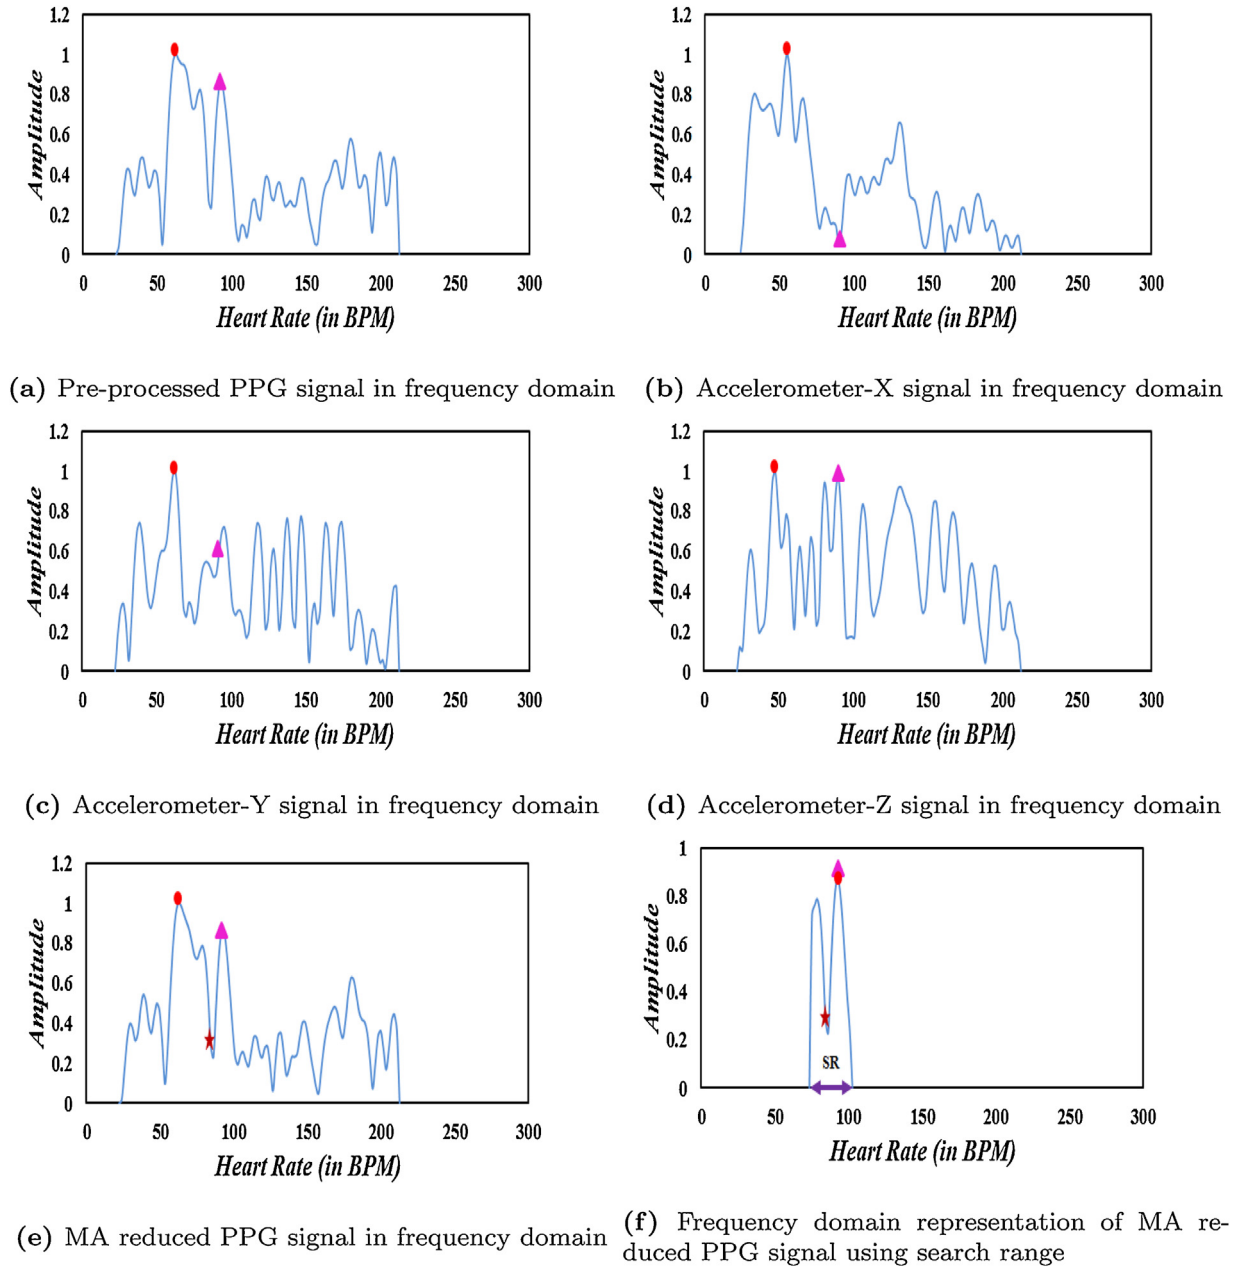 1.2
1
0.8
0.6
0.4
0.2
0
Amplitude
0 50 100 150 200 250 300
Heart Rate (in BPM)
(a) Pre-processed PPG signal in frequency domain
1.2
1
0.8
0.6
0.4
0.2
0
Amplitude
0 50 100 150 200 250 300
Heart Rate (in BPM)
(b) Accelerometer-X signal in frequency domain
1.2
1
0.8
0.6
0.4
0.2
0
Amplitude
0 50 100 150 200 250 300
Heart Rate (in BPM)
(c) Accelerometer-Y signal in frequency domain
1.2
1
0.8
0.6
0.4
0.2
0
Amplitude
0 50 100 150 200 250 300
Heart Rate (in BPM)
(d) Accelerometer-Z signal in frequency domain
1.2
1
0.8
0.6
0.4
0.2
0
Amplitude
0 50 100 150 200 250 300
Heart Rate (in BPM)
(e) MA reduced PPG signal in frequency domain
1
0.8
0.6
0.4
0.2
0
Amplitude
SR
0 50 100 150 200 250 300
Heart Rate (in BPM)
(f) Frequency domain representation of MA re-
duced PPG signal using search range